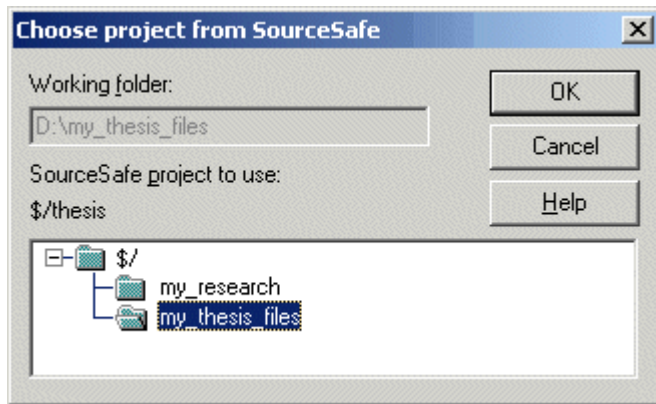 Choose project from SourceSafe
Working folder:
OK
D:\my_thesis_files
Cancel
SourceSafe project to use:
Help
$/thesis
$/
my_research
my_thesis_files